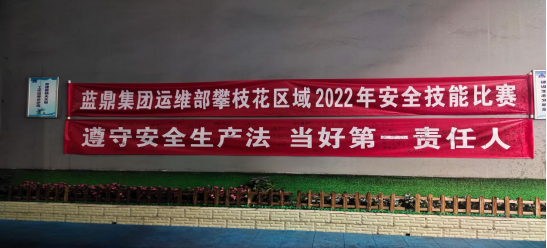 蓝鼎集团运维部攀枝花区域2022年安全技能比赛
遵守安全生产法 当好第一责任人